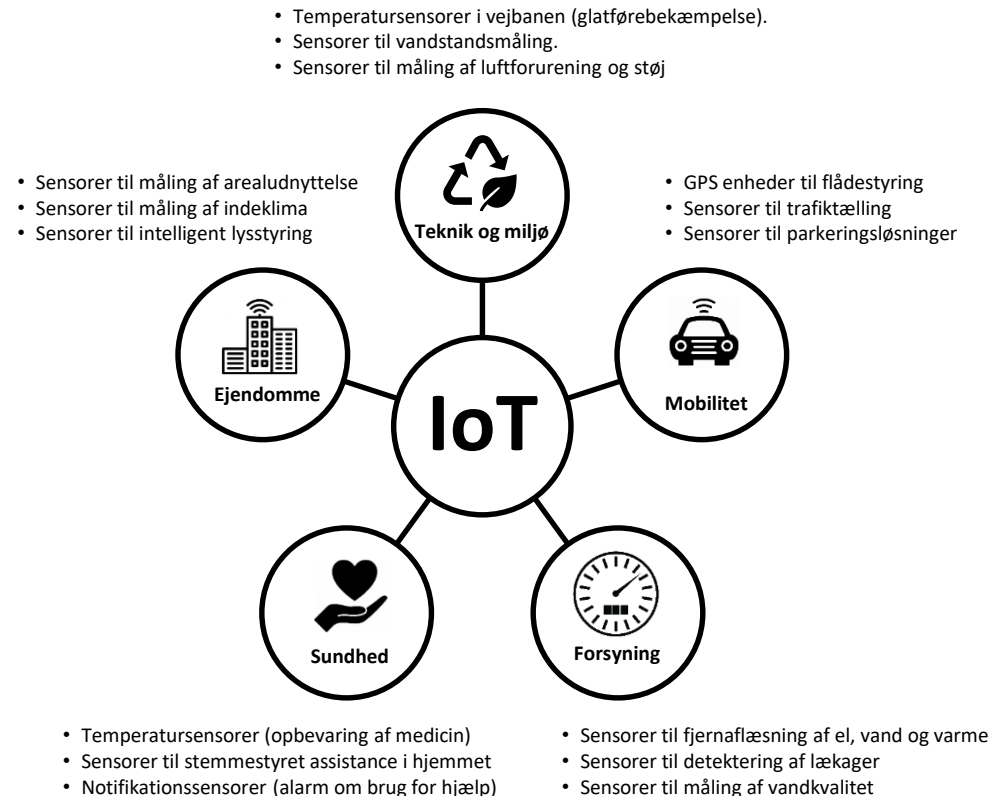 • Temperatursensorer i vejbanen (glatførebekæmpelse).
• Sensorer til vandstandsmåling.
• Sensorer til måling af luftforurening og støj
Teknik og miljø
• Sensorer til måling af arealudnyttelse
• Sensorer til måling af indeklima
• Sensorer til intelligent lysstyring
Ejendomme
• GPS enheder til flådestyring
• Sensorer til trafiktælling
• Sensorer til parkeringsløsninger
Mobilitet
IoT
Sundhed
• Temperatursensorer (opbevaring af medicin)
• Sensorer til stemmestyret assistance i hjemmet
• Notifikationssensorer (alarm om brug for hjælp)
Forsyning
• Sensorer til fjernaflæsning af el, vand og varme
• Sensorer til detektering af lækager
• Sensorer til måling af vandkvalitet